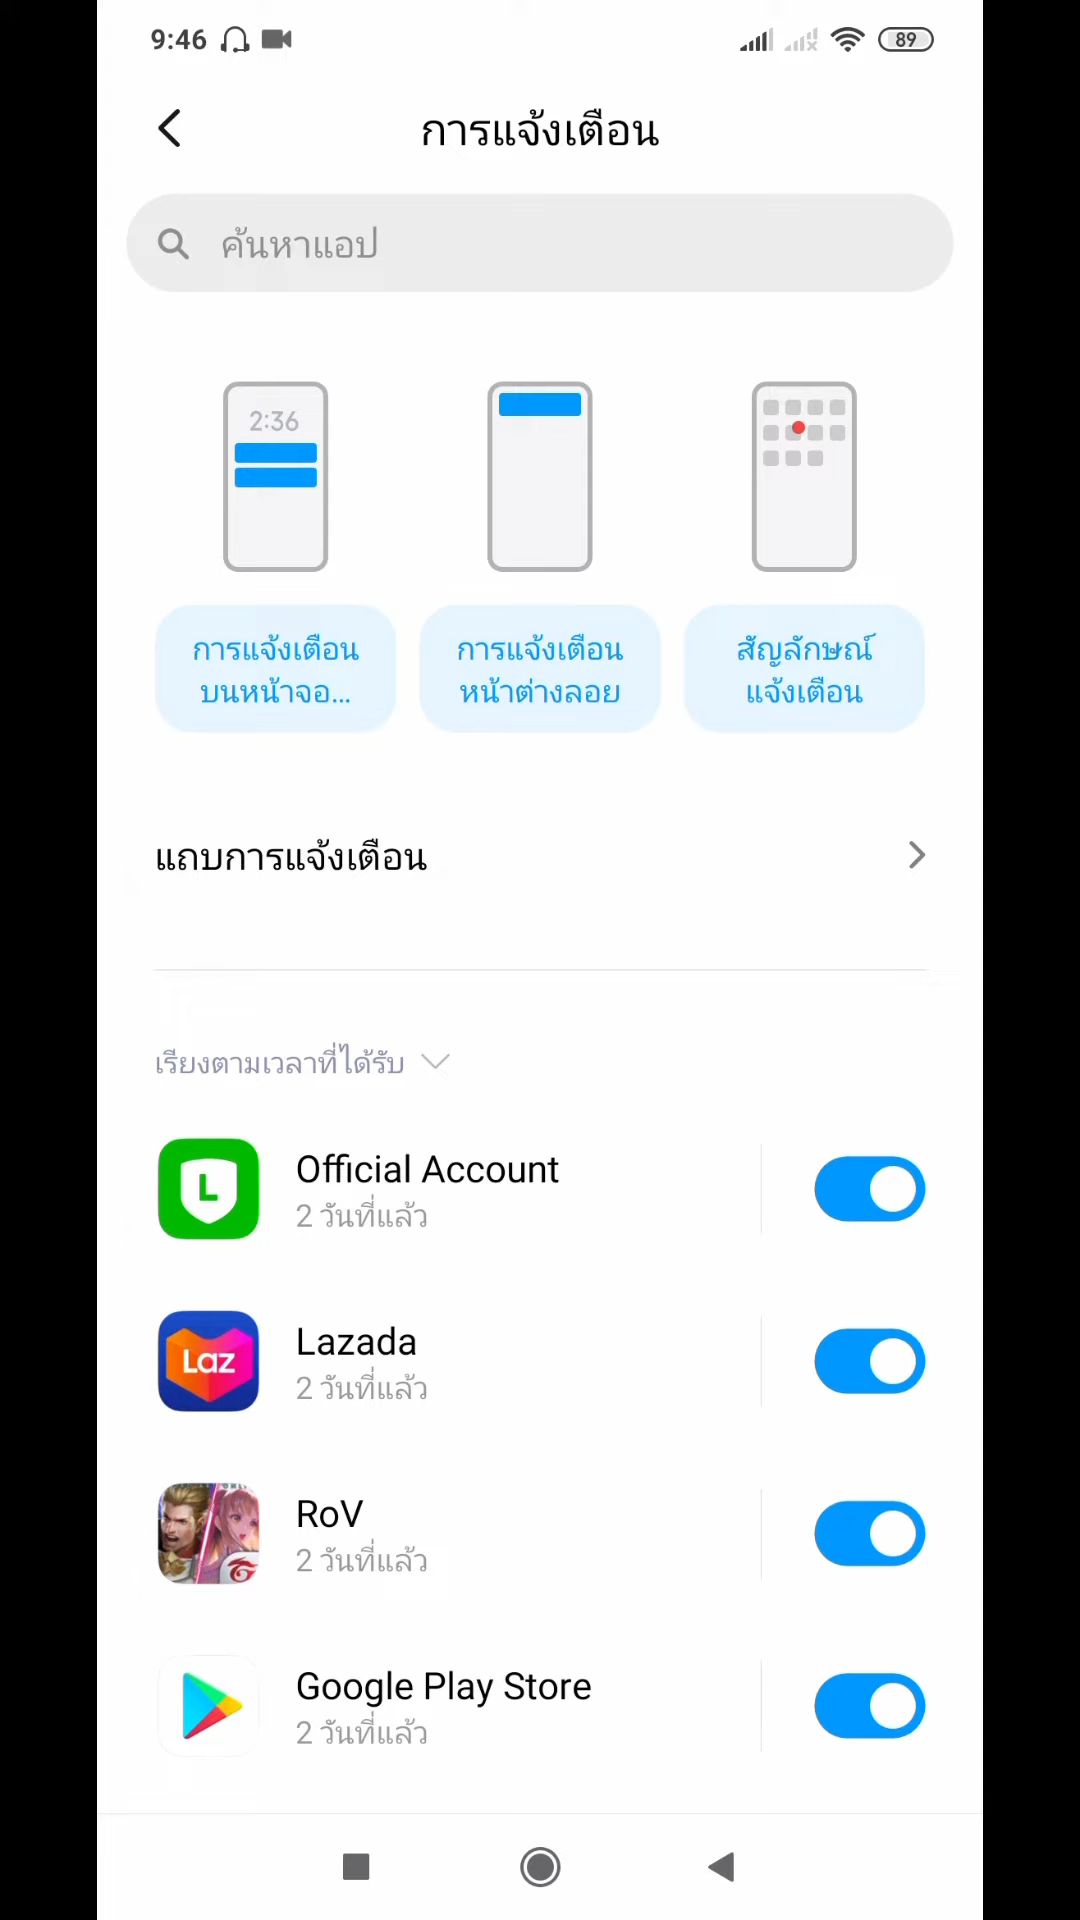 9:46
89
การแจ้งเตือน
ค้นหาแอป
2:36
การแจ้งเตือน
บนหน้าจอ...
การแจ้งเตือน
หน้าต่างลอย
สัญลักษณ์
แจ้งเตือน
แถบการแจ้งเตือน
เรียงตามเวลาที่ได้รับ
L
Official Account
2 วันที่แล้ว
Laz
Lazada
2 วันที่แล้ว
RoV
2 วันที่แล้ว
Google Play Store
2 วันที่แล้ว